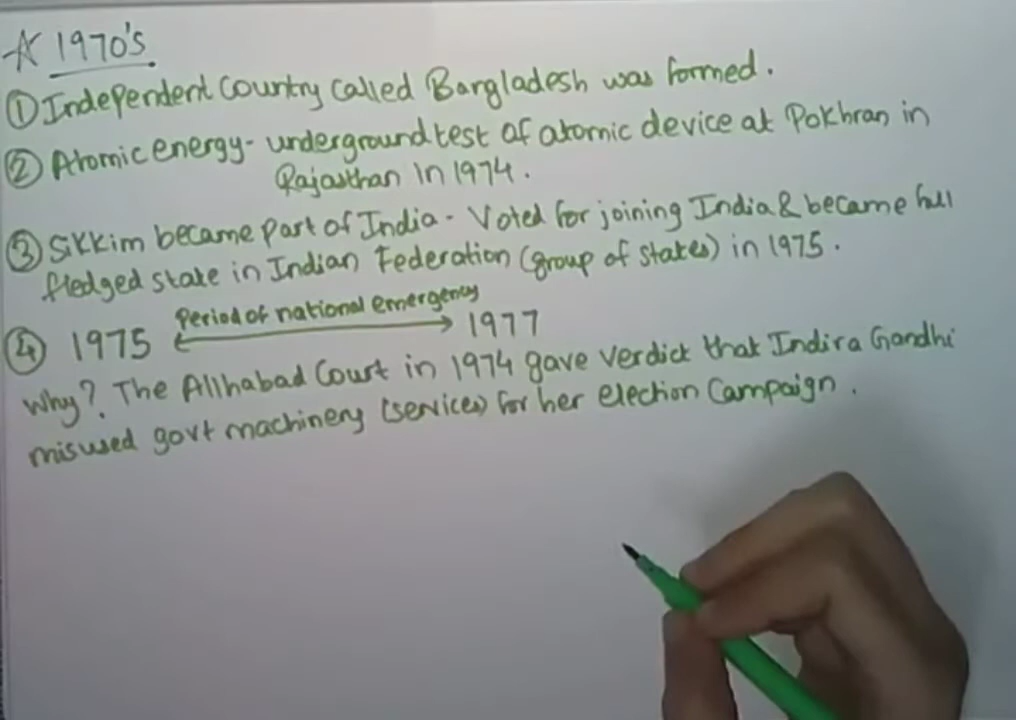 ☆ 1970's.
① Independent Country called Bangladesh was formed.
② Atomic energy- underground test of atomic device at Pokhran in
Rajasthan in 1974.
③ Sikkim became part of India - Voted for joining India & became full
fledged state in Indian Federation (group of states) in 1975.
Period of national emergency
④ 1975 ⟷ 1977
Why?. The Allhabad Court in 1974 gave verdict that Indira Gandhi
misused govt machinery (services) for her election Campaign.